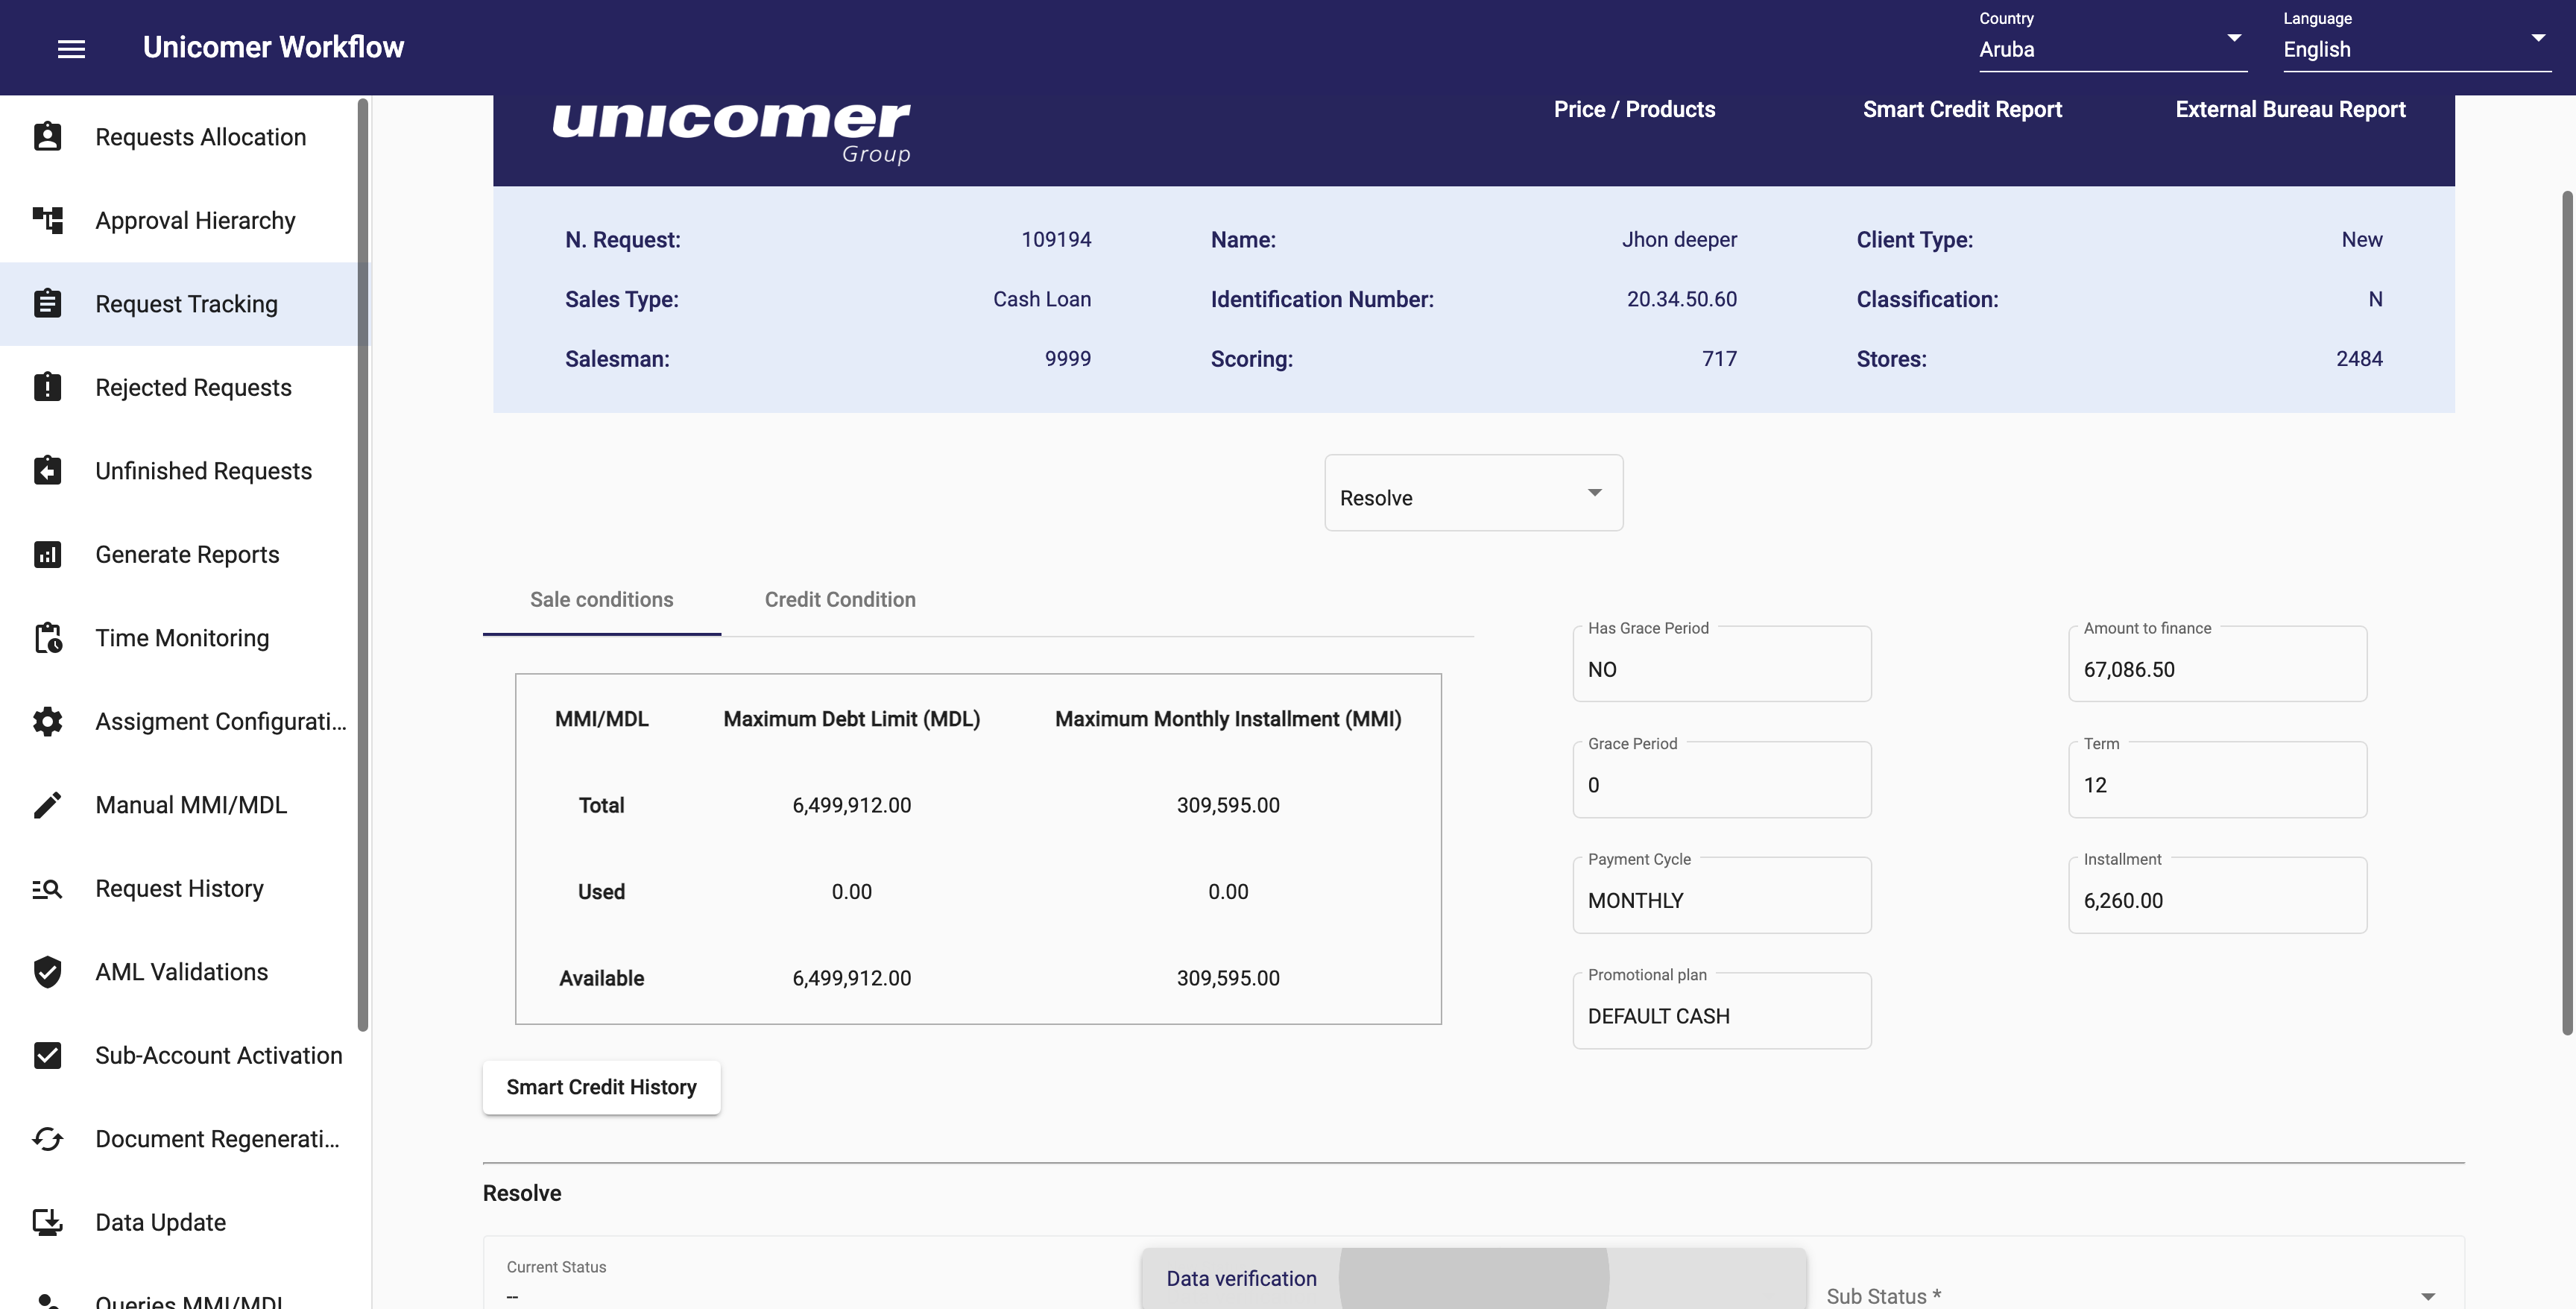 Unicomer Workflow
Country
Aruba
Language
English
Requests Allocation
Approval Hierarchy
Request Tracking
Rejected Requests
Unfinished Requests
Generate Reports
Time Monitoring
Assigment Configurati...
Manual MMI/MDL
Request History
AML Validations
Sub-Account Activation
Document Regenerati...
Data Update
Queries MMI/MDL
unicomer
Group
Price / Products
Smart Credit Report
External Bureau Report
N. Request: 109194 Name: Jhon deeper Client Type: New
Sales Type: Cash Loan Identification Number: 20.34.50.60 Classification: N
Salesman: 9999 Scoring: 717 Stores: 2484
Resolve
Sale conditions Credit Condition
MMI/MDL Maximum Debt Limit (MDL) Maximum Monthly Installment (MMI)
Total 6,499,912.00 309,595.00
Used 0.00 0.00
Available 6,499,912.00 309,595.00
Has Grace Period
NO
Amount to finance
67,086.50
Grace Period
0
Term
12
Payment Cycle
MONTHLY
Installment
6,260.00
Promotional plan
DEFAULT CASH
Smart Credit History
Resolve
Current Status
--
Data verification
Sub Status *